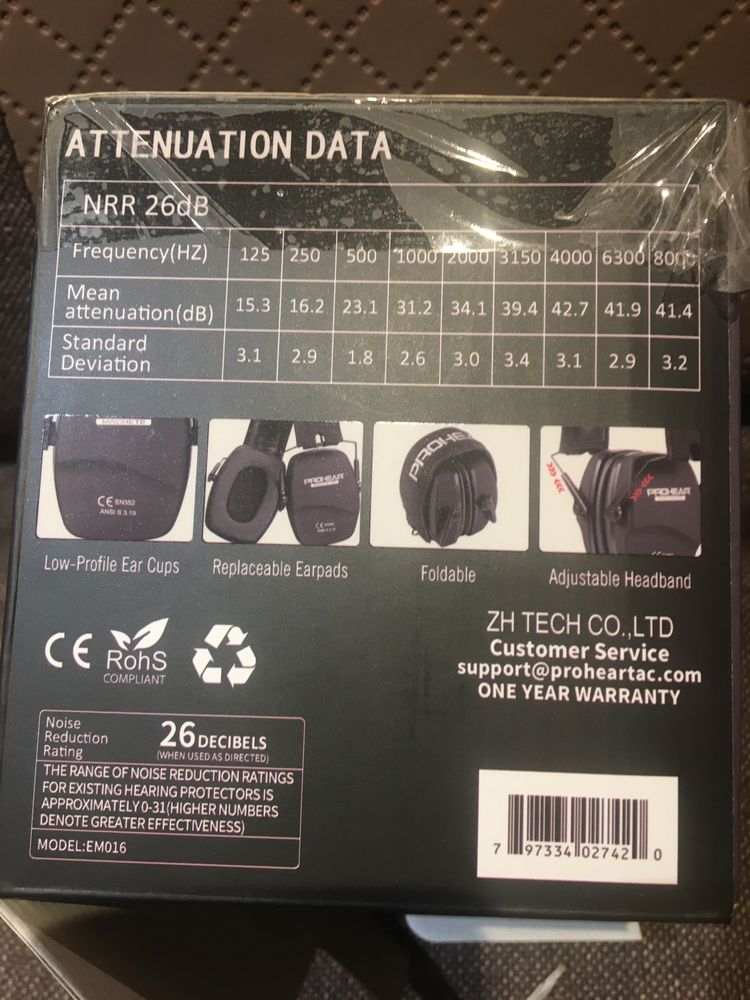 ATTENUATION DATA
NRR 26dB
Frequency(HZ) 125 250 500 1000 2000 3150 4000 6300 8000
Mean
attenuation(dB) 15.3 16.2 23.1 31.2 34.1 39.4 42.7 41.9 41.4
Standard
Deviation 3.1 2.9 1.8 2.6 3.0 3.4 3.1 2.9 3.2
MACHETE
CE EN352
ANSI S 3.19
PROHEAR
PROHEAR
PROHEAR
Low-Profile Ear Cups
Replaceable Earpads
Foldable
Adjustable Headband
CE
RoHS
COMPLIANT
ZH TECH CO.,LTD
Customer Service
support@proheartac.com
ONE YEAR WARRANTY
Noise
Reduction
Rating
26 DECIBELS
(WHEN USED AS DIRECTED)
THE RANGE OF NOISE REDUCTION RATINGS
FOR EXISTING HEARING PROTECTORS IS
APPROXIMATELY 0-31(HIGHER NUMBERS
DENOTE GREATER EFFECTIVENESS)
MODEL:EM016
7 97334 02742 0